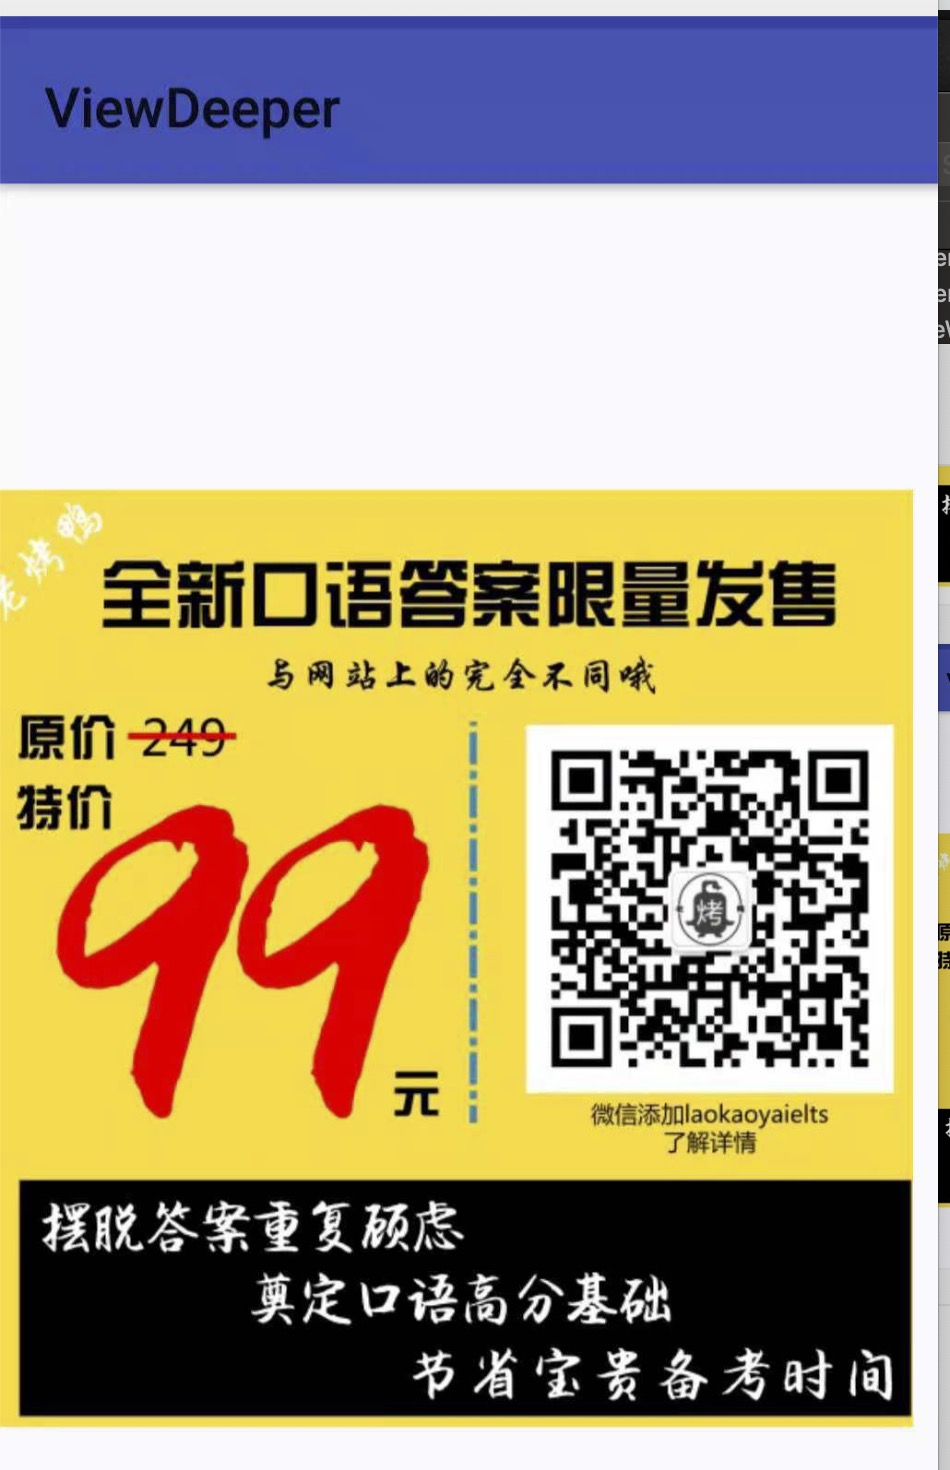 ViewDeeper
老烤鸭
全新口语答案限量发售
与网站上的完全不同哦
原价 249
特价
99元
烤
微信添加laokaoyaielts
了解详情
摆脱答案重复顾虑
奠定口语高分基础
节省宝贵备考时间